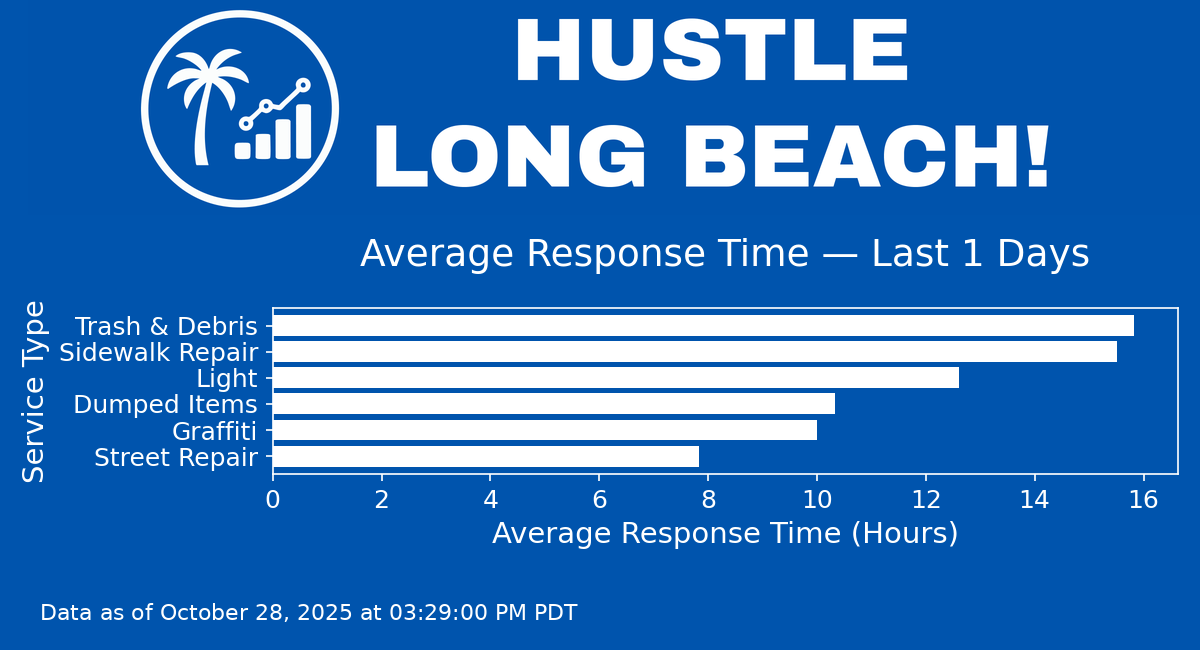 HUSTLE
LONG BEACH!
Average Response Time — Last 1 Days
Service Type
Trash & Debris
Sidewalk Repair
Light
Dumped Items
Graffiti
Street Repair
0 2 4 6 8 10 12 14 16
Average Response Time (Hours)
Data as of October 28, 2025 at 03:29:00 PM PDT